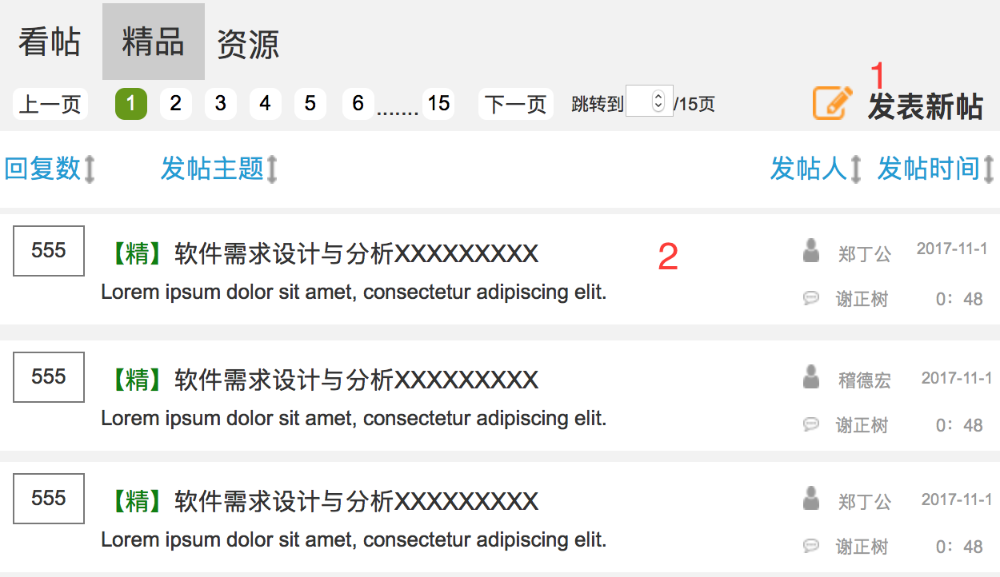 看帖 精品 资源
1
上一页 1 2 3 4 5 6 ....... 15 下一页 跳转到 /15页 发表新帖
回复数 发帖主题 发帖人 发帖时间
555 【精】软件需求设计与分析XXXXXXXXX 2 郑丁公 2017-11-1
Lorem ipsum dolor sit amet, consectetur adipiscing elit. 谢正树 0：48
555 【精】软件需求设计与分析XXXXXXXXX 稽德宏 2017-11-1
Lorem ipsum dolor sit amet, consectetur adipiscing elit. 谢正树 0：48
555 【精】软件需求设计与分析XXXXXXXXX 郑丁公 2017-11-1
Lorem ipsum dolor sit amet, consectetur adipiscing elit. 谢正树 0：48